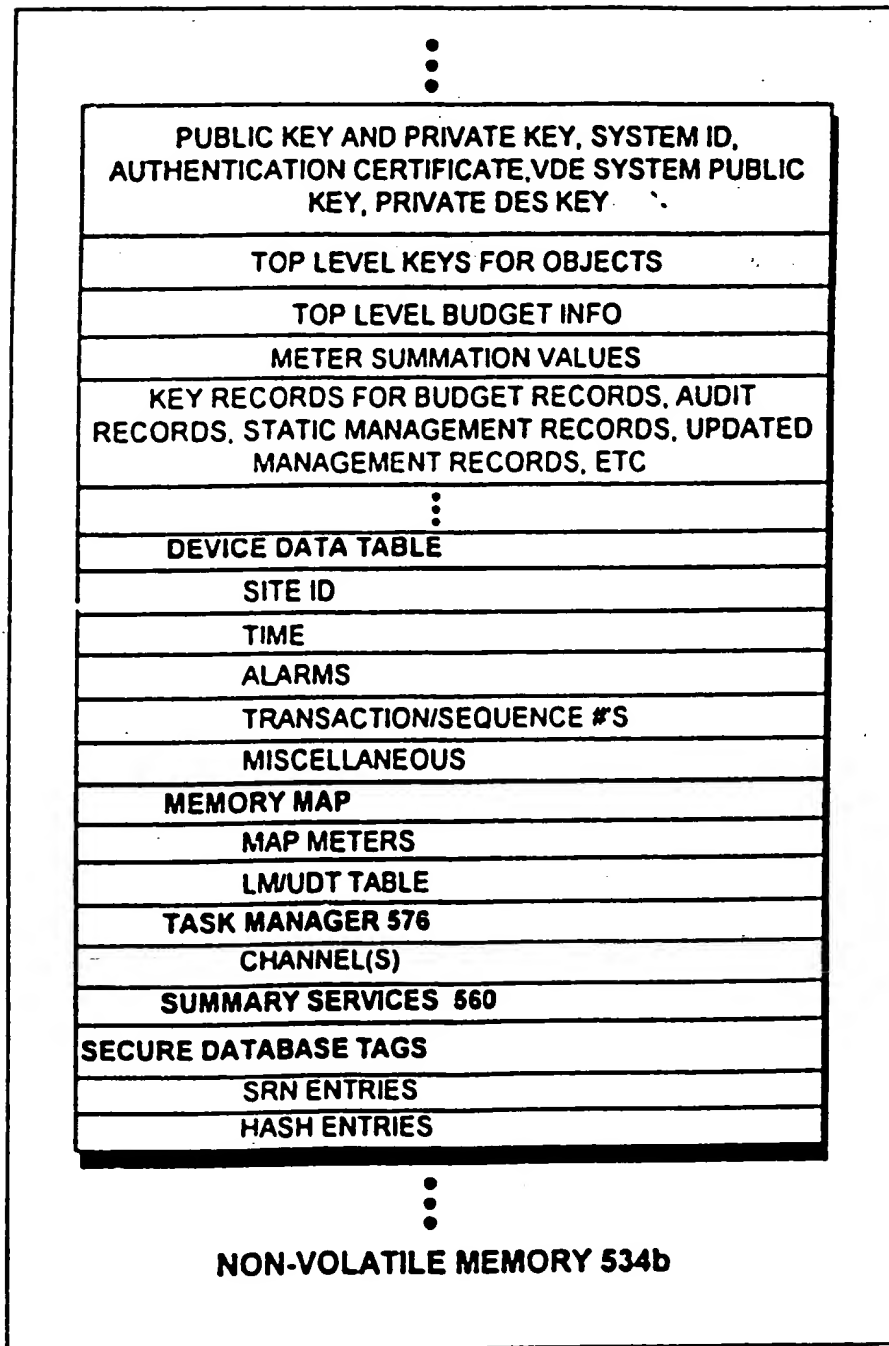 PUBLIC KEY AND PRIVATE KEY, SYSTEM ID,
AUTHENTICATION CERTIFICATE,VDE SYSTEM PUBLIC
KEY, PRIVATE DES KEY
TOP LEVEL KEYS FOR OBJECTS
TOP LEVEL BUDGET INFO
METER SUMMATION VALUES
KEY RECORDS FOR BUDGET RECORDS, AUDIT
RECORDS, STATIC MANAGEMENT RECORDS, UPDATED
MANAGEMENT RECORDS, ETC
DEVICE DATA TABLE
SITE ID
TIME
ALARMS
TRANSACTION/SEQUENCE #'S
MISCELLANEOUS
MEMORY MAP
MAP METERS
LM/UDT TABLE
TASK MANAGER 576
CHANNEL(S)
SUMMARY SERVICES 560
SECURE DATABASE TAGS
SRN ENTRIES
HASH ENTRIES
NON-VOLATILE MEMORY 534b